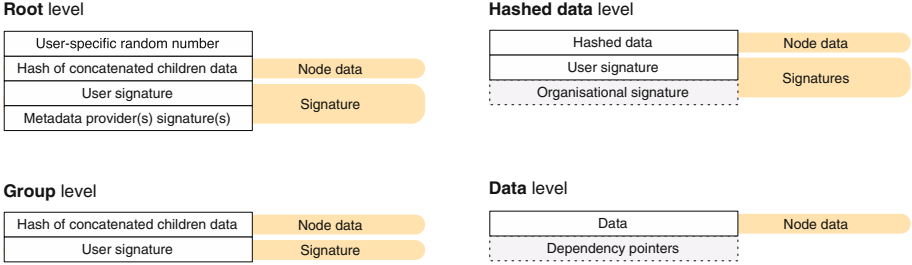 Root level
User-specific random number
Hash of concatenated children data
Node data
User signature
Signature
Metadata provider(s) signature(s)
Hashed data level
Hashed data
Node data
User signature
Signatures
Organisational signature
Group level
Hash of concatenated children data
Node data
User signature
Signature
Data level
Data
Node data
Dependency pointers